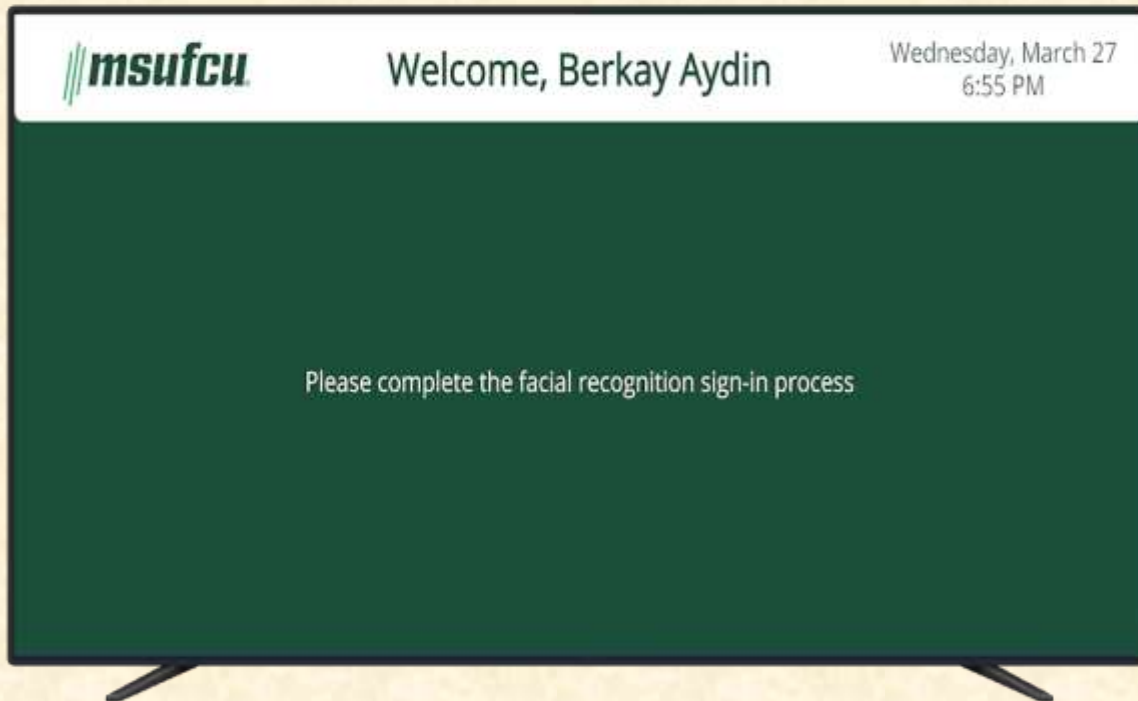 msufcu
Welcome, Berkay Aydin
Wednesday, March 27
6:55 PM
Please complete the facial recognition sign-in process